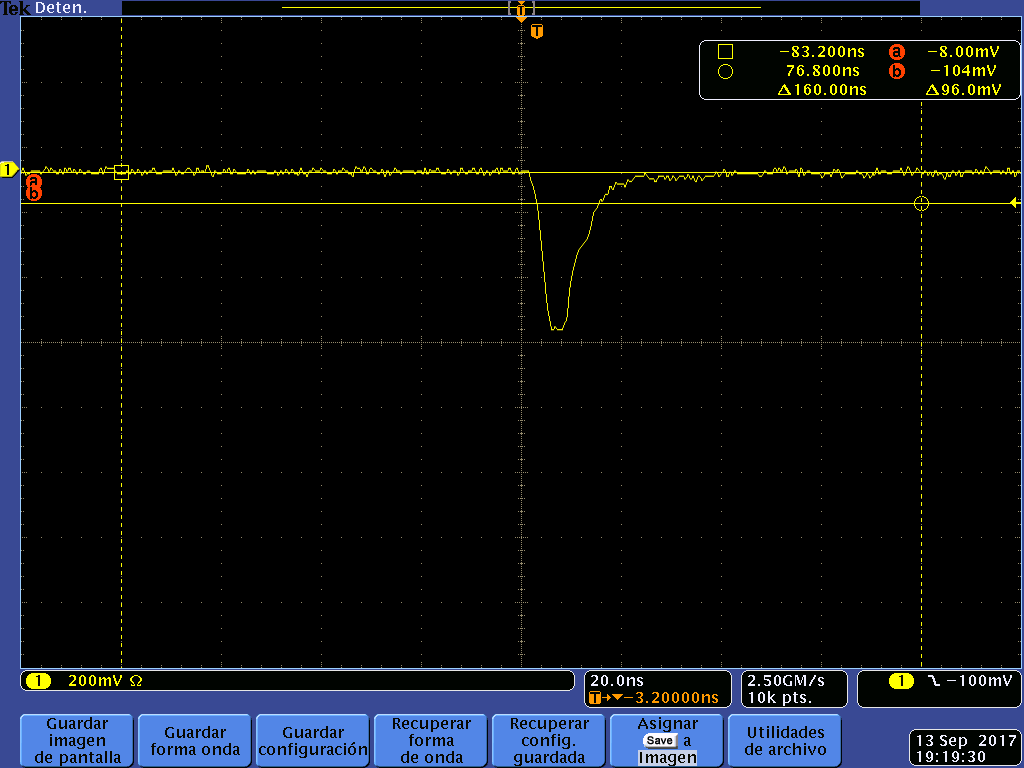 Tek Deten.
T
T
−83.200ns a −8.00mV
76.800ns b −104mV
Δ160.00ns Δ96.0mV
1
a
b
1 200mV Ω
20.0ns
T→▼−3.20000ns
2.50GM/s
10k pts.
1 −100mV
Guardar
imagen
de pantalla
Guardar
forma onda
Guardar
configuración
Recuperar
forma
de onda
Recuperar
config.
guardada
Asignar
Save a
Imagen
Utilidades
de archivo
13 Sep 2017
19:19:30